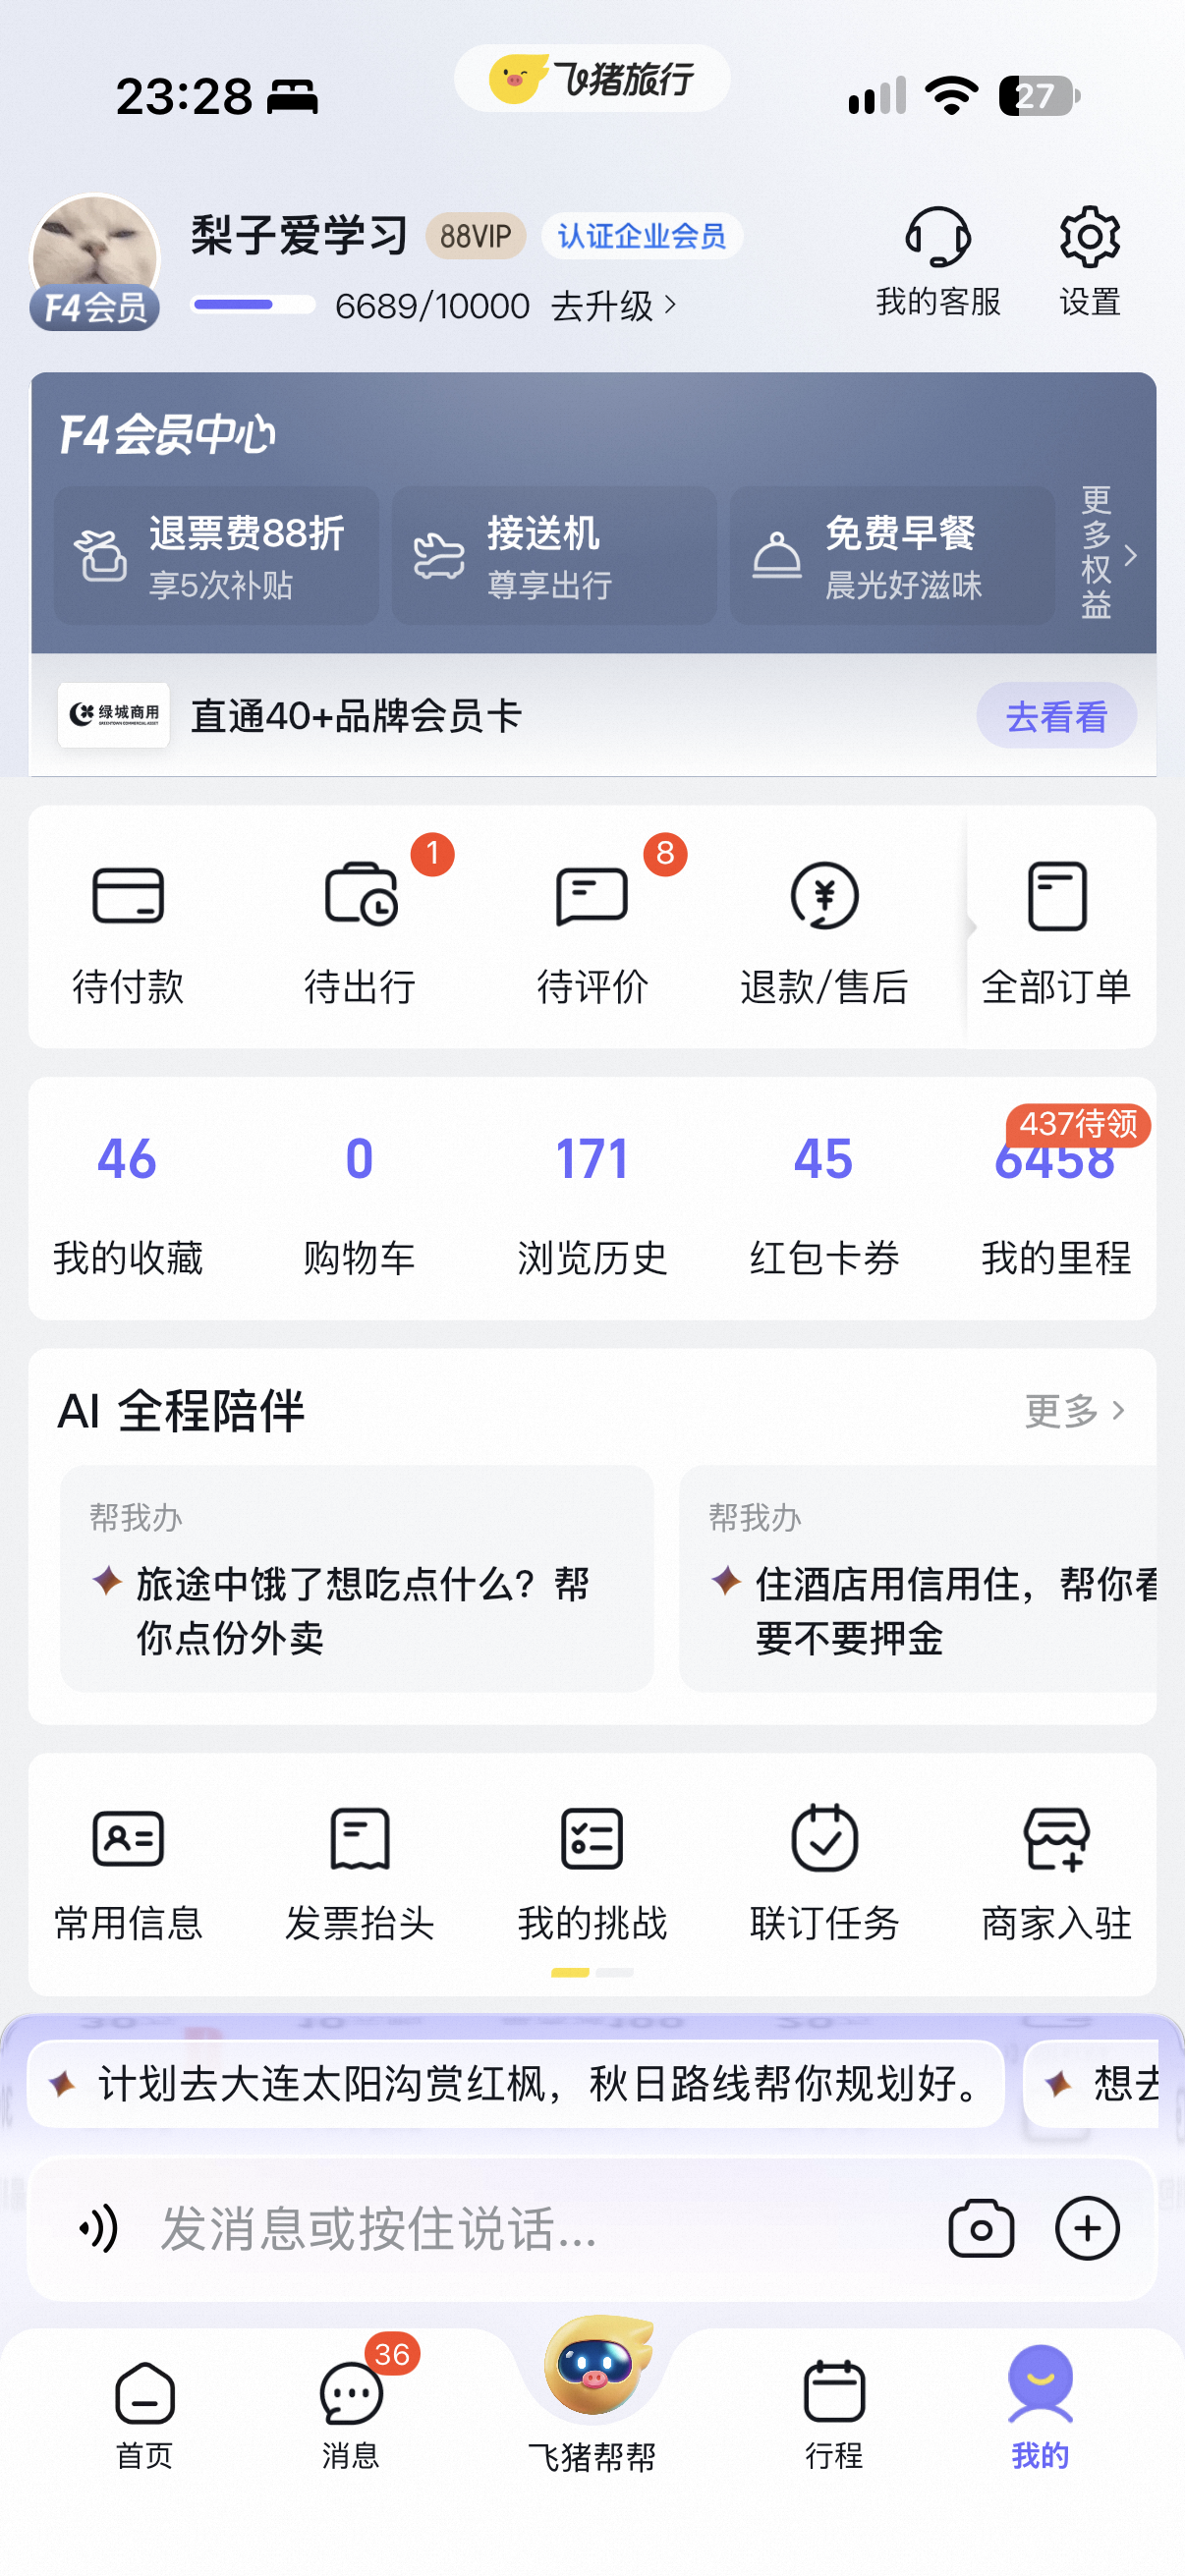 23:28
飞猪旅行
27
梨子爱学习 88VIP 认证企业会员
F4会员
6689/10000 去升级
我的客服
设置
F4会员中心
退票费88折
享5次补贴
接送机
尊享出行
免费早餐
晨光好滋味
更多权益
绿城商用
直通40+品牌会员卡
去看看
1
8
待付款
待出行
待评价
退款/售后
全部订单
437待领
46
0
171
45
6458
我的收藏
购物车
浏览历史
红包卡券
我的里程
AI 全程陪伴
更多
帮我办
旅途中饿了想吃点什么？帮
你点份外卖
帮我办
住酒店用信用住，帮你看
要不要押金
常用信息
发票抬头
我的挑战
联订任务
商家入驻
计划去大连太阳沟赏红枫，秋日路线帮你规划好。
想去
发消息或按住说话...
36
首页
消息
飞猪帮帮
行程
我的